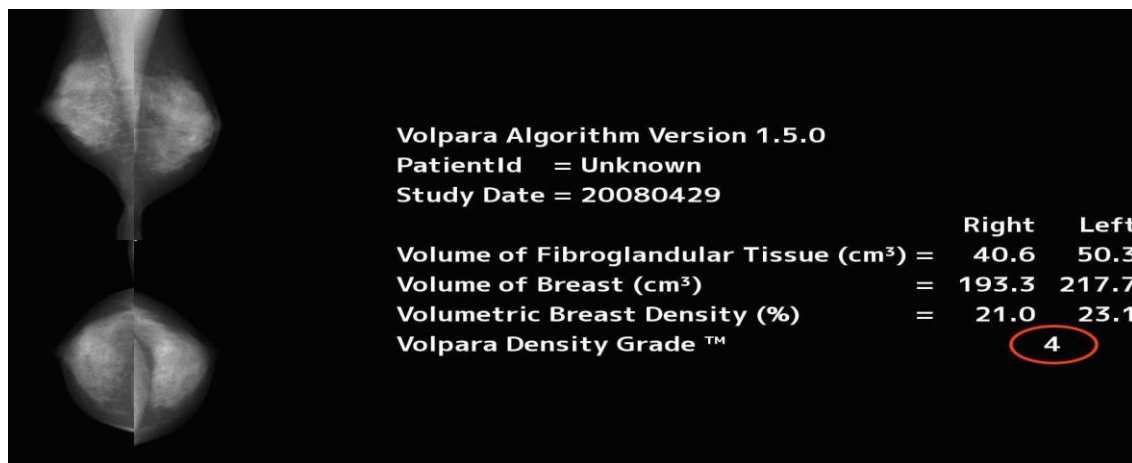 Volpara Algorithm Version 1.5.0
PatientId = Unknown
Study Date = 20080429
Right Left
Volume of Fibroglandular Tissue (cm³) = 40.6 50.3
Volume of Breast (cm³) = 193.3 217.7
Volumetric Breast Density (%) = 21.0 23.1
Volpara Density Grade ™ 4